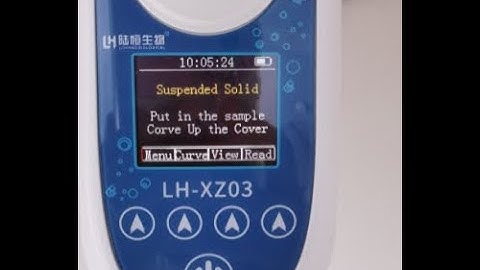 LH 陆恒生物
10:05:24
Suspended Solid
Put in the sample
Corve Up the Cover
Menu Curve View Read
LH-XZ03